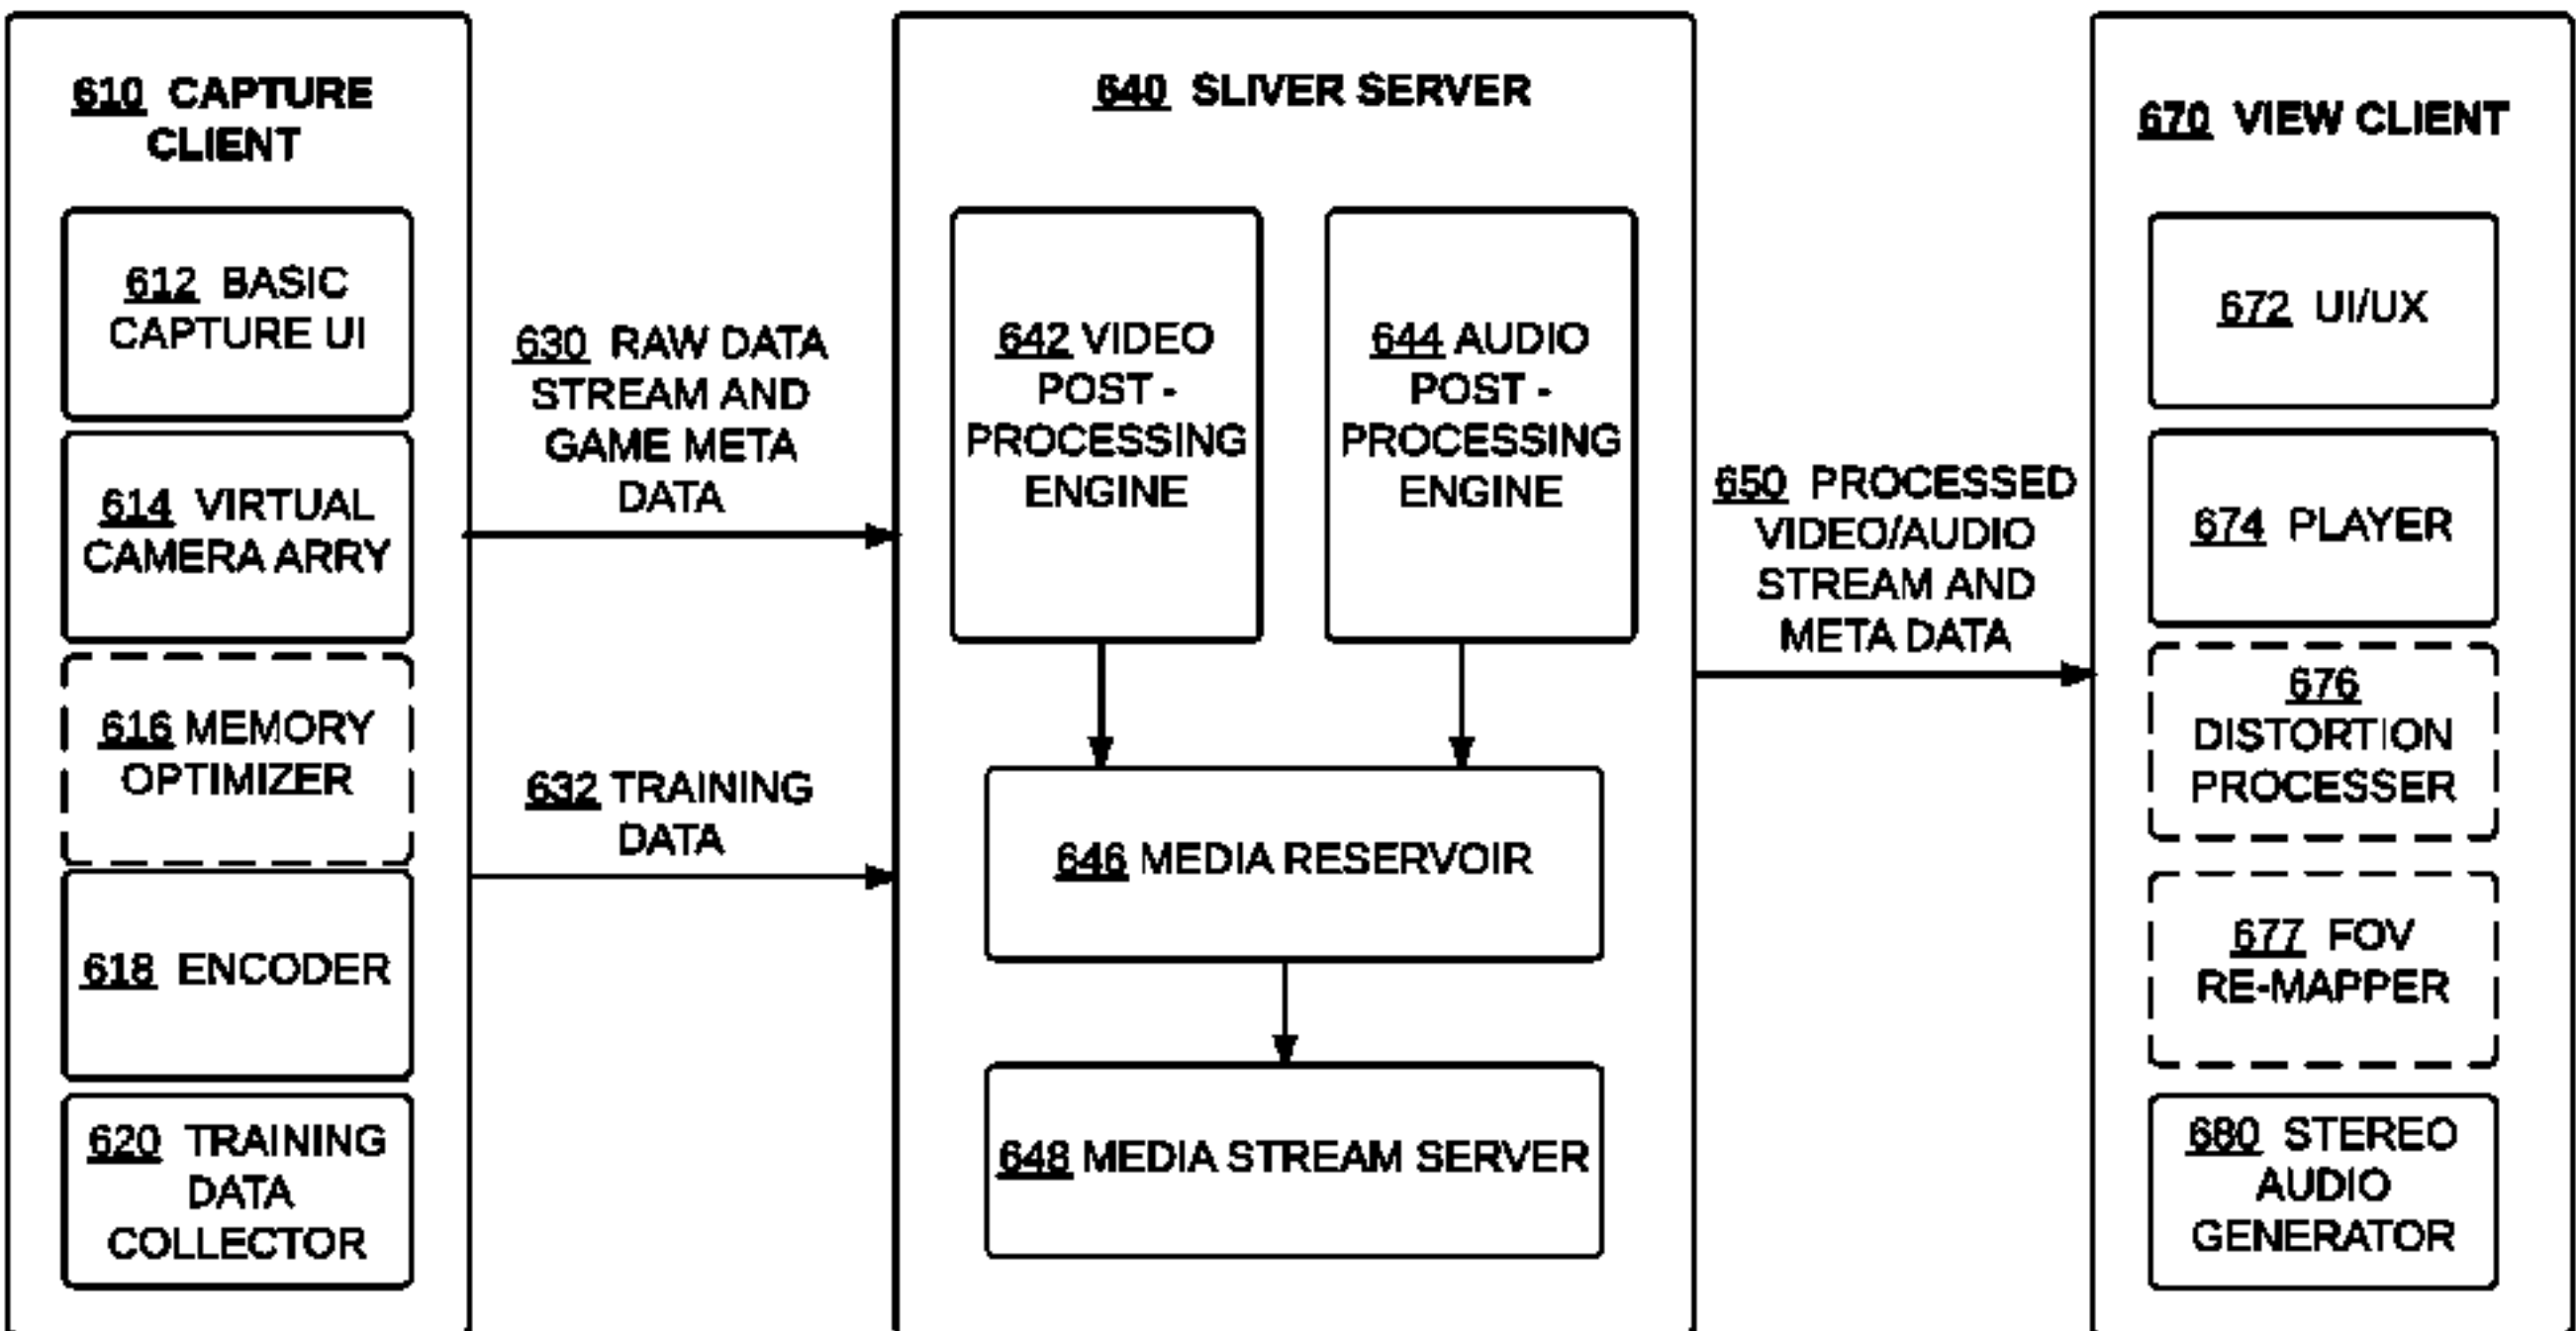 610 CAPTURE
CLIENT
612 BASIC
CAPTURE UI
614 VIRTUAL
CAMERA ARRY
616 MEMORY
OPTIMIZER
618 ENCODER
620 TRAINING
DATA
COLLECTOR
630 RAW DATA
STREAM AND
GAME META
DATA
632 TRAINING
DATA
640 SLIVER SERVER
642 VIDEO
POST -
PROCESSING
ENGINE
644 AUDIO
POST -
PROCESSING
ENGINE
646 MEDIA RESERVOIR
648 MEDIA STREAM SERVER
650 PROCESSED
VIDEO/AUDIO
STREAM AND
META DATA
670 VIEW CLIENT
672 UI/UX
674 PLAYER
676
DISTORTION
PROCESSER
677 FOV
RE-MAPPER
680 STEREO
AUDIO
GENERATOR